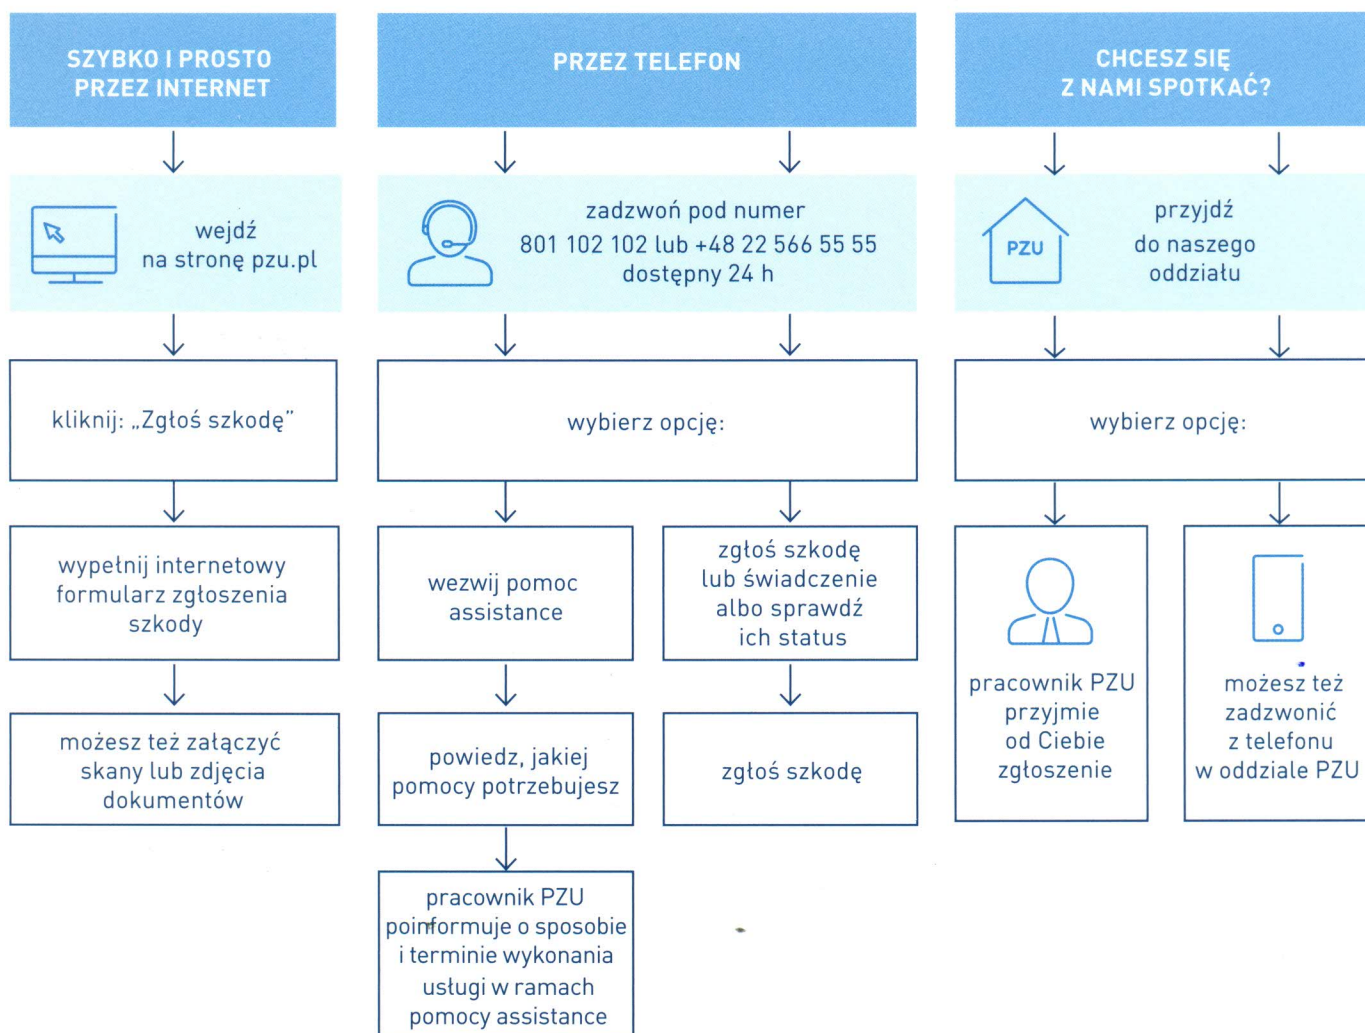 SZYBKO I PROSTO
PRZEZ INTERNET
wejdź
na stronę pzu.pl
kliknij: „Zgłoś szkodę”
wypełnij internetowy
formularz zgłoszenia
szkody
możesz też załączyć
skany lub zdjęcia
dokumentów
PRZEZ TELEFON
zadzwoń pod numer
801 102 102 lub +48 22 566 55 55
dostępny 24 h
wybierz opcję:
wezwij pomoc
assistance
powiedz, jakiej
pomocy potrzebujesz
pracownik PZU
poinformuje o sposobie
i terminie wykonania
usługi w ramach
pomocy assistance
zgłoś szkodę
lub świadczenie
albo sprawdź
ich status
zgłoś szkodę
CHCESZ SIĘ
Z NAMI SPOTKAĆ?
PZU
przyjdź
do naszego
oddziału
wybierz opcję:
pracownik PZU
przyjmie
od Ciebie
zgłoszenie
możesz też
zadzwonić
z telefonu
w oddziale PZU